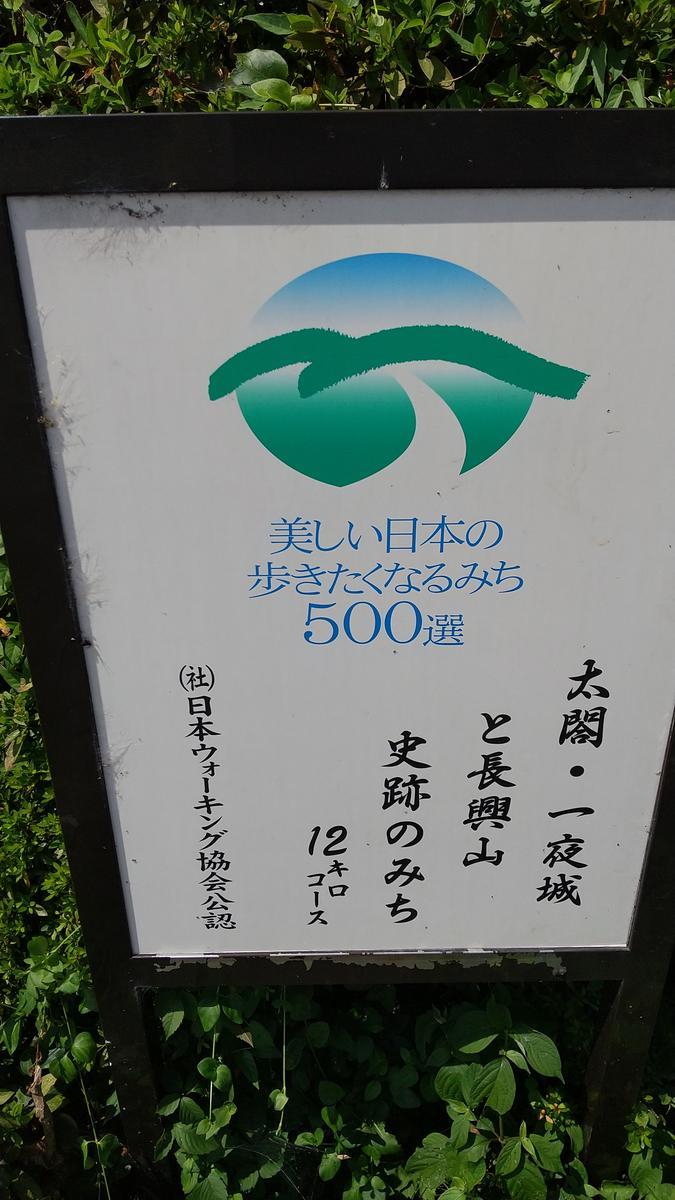 美しい日本の
歩きたくなるみち
500選
太閤・一夜城
と長興山
史跡のみち
12キロ
コース
(社)日本ウォーキング協会公認